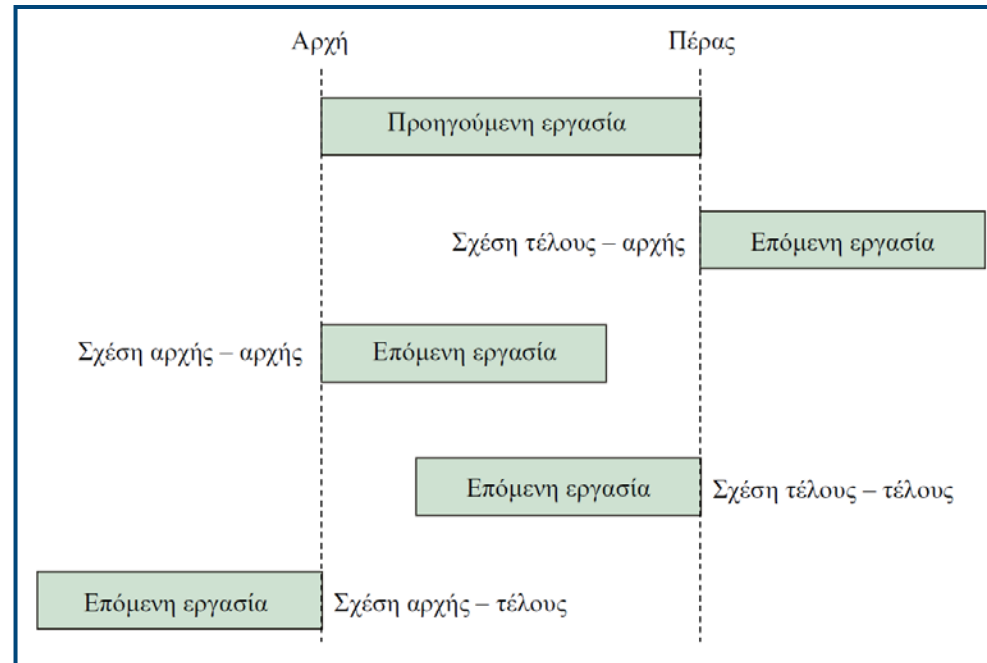 Αρχή
Πέρας
Προηγούμενη εργασία
Σχέση τέλους – αρχής
Επόμενη εργασία
Σχέση αρχής – αρχής
Επόμενη εργασία
Επόμενη εργασία
Σχέση τέλους – τέλους
Επόμενη εργασία
Σχέση αρχής – τέλους